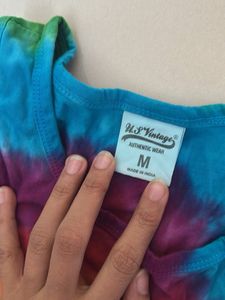 U.S Vintage®
AUTHENTIC WEAR
M
MADE IN INDIA